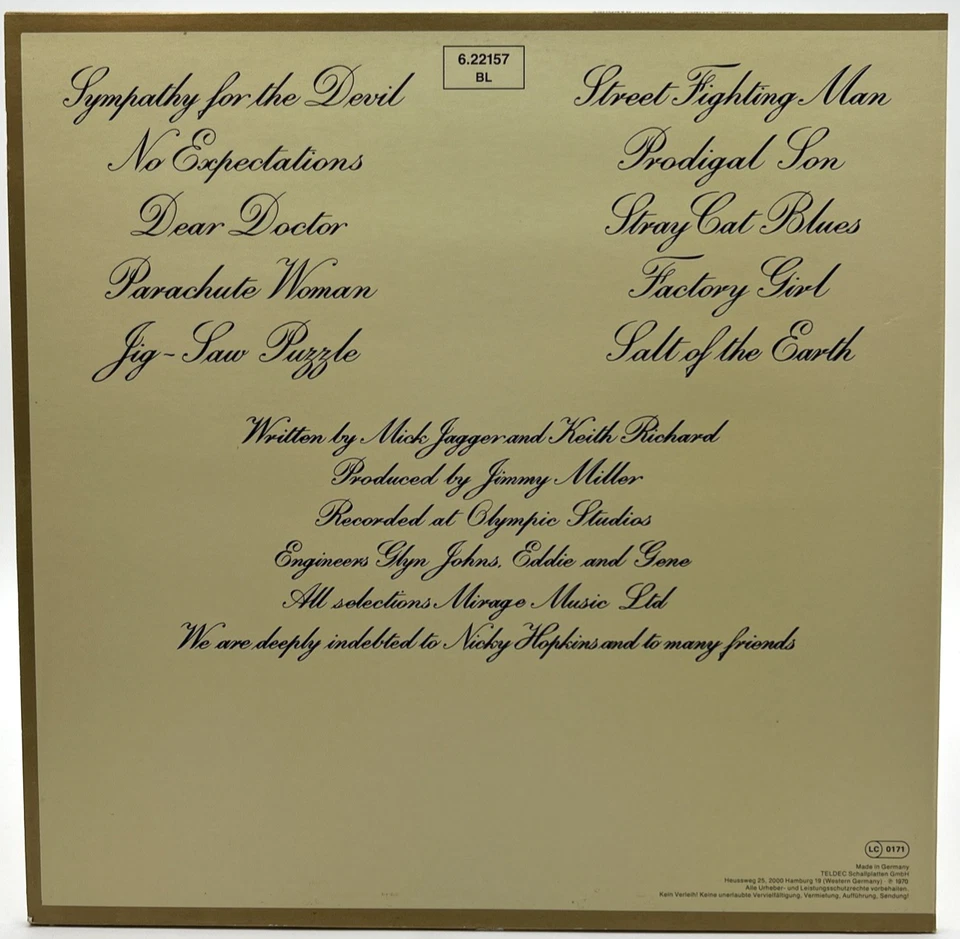 6.22157
BL
Sympathy for the Devil
No Expectations
Dear Doctor
Parachute Woman
Jig-Saw Puzzle
Street Fighting Man
Prodigal Son
Stray Cat Blues
Factory Girl
Salt of the Earth
Written by Mick Jagger and Keith Richard
Produced by Jimmy Miller
Recorded at Olympic Studios
Engineers Glyn Johns, Eddie and Gene
All selections Mirage Music Ltd
We are deeply indebted to Nicky Hopkins and to many friends
LC 0171
Made in Germany
TELDEC Schallplatten GmbH
Heussweg 25, 2000 Hamburg 19 (Western Germany) · ℗ 1970
Alle Urheber- und Leistungsschutzrechte vorbehalten.
Kein Verleih! Keine unerlaubte Vervielfältigung, Vermietung, Aufführung, Sendung!